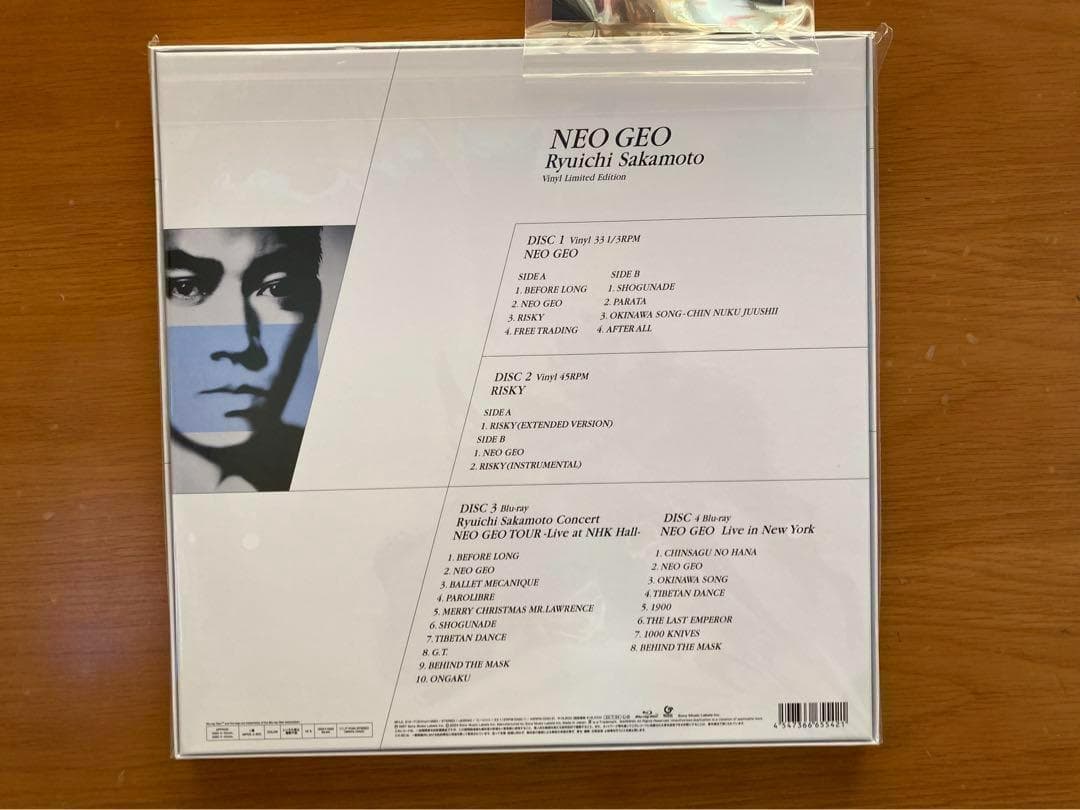 NEO GEO
Ryuichi Sakamoto
Vinyl Limited Edition
DISC 1 Vinyl 33 1/3RPM
NEO GEO
SIDE A
1. BEFORE LONG
2. NEO GEO
3. RISKY
4. FREE TRADING
SIDE B
1. SHOGUNADE
2. PARATA
3. OKINAWA SONG - CHIN NUKU JUUSHII
4. AFTER ALL
DISC 2 Vinyl 45RPM
RISKY
SIDE A
1. RISKY (EXTENDED VERSION)
SIDE B
1. NEO GEO
2. RISKY (INSTRUMENTAL)
DISC 3 Blu-ray
Ryuichi Sakamoto Concert
NEO GEO TOUR -Live at NHK Hall-
1. BEFORE LONG
2. NEO GEO
3. BALLET MECANIQUE
4. PAROLIBRE
5. MERRY CHRISTMAS MR.LAWRENCE
6. SHOGUNADE
7. TIBETAN DANCE
8. G.T.
9. BEHIND THE MASK
10. ONGAKU
DISC 4 Blu-ray
NEO GEO Live in New York
1. CHINSAGU NO HANA
2. NEO GEO
3. OKINAWA SONG
4. TIBETAN DANCE
5. 1900
6. THE LAST EMPEROR
7. 1000 KNIVES
8. BEHIND THE MASK
Sony Music Labels Inc.
4 547366 655421